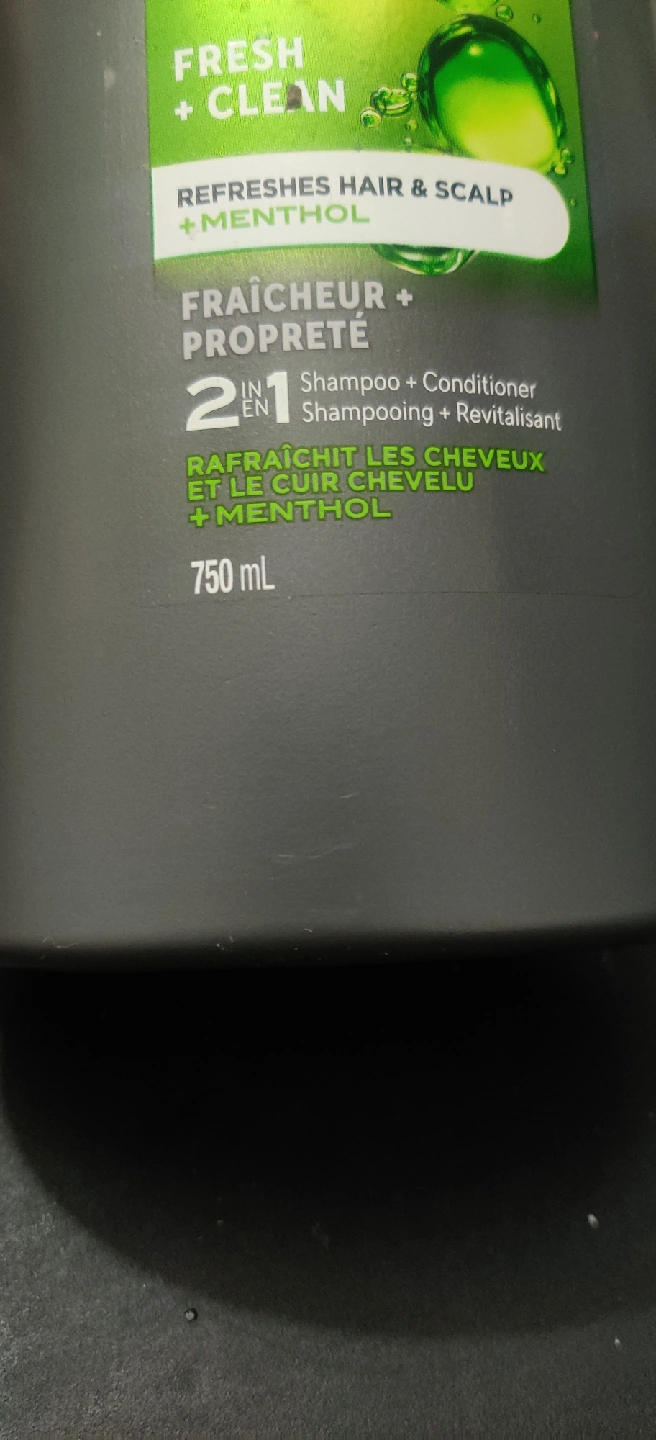 FRESH
+ CLEAN
REFRESHES HAIR & SCALP
+MENTHOL
FRAÎCHEUR +
PROPRETÉ
2 IN EN 1 Shampoo + Conditioner
Shampooing + Revitalisant
RAFRAÎCHIT LES CHEVEUX
ET LE CUIR CHEVELU
+MENTHOL
750 mL